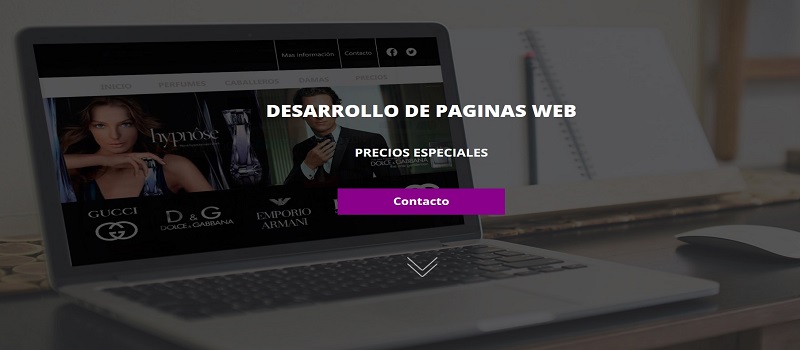 Mas información
Contacto
INICIO
PERFUMES
CABALLEROS
DAMAS
PRECIOS
DESARROLLO DE PAGINAS WEB
hypnôse
PRECIOS ESPECIALES
DOLCE & GABBANA
Contacto
GUCCI
D&G
DOLCE & GABBANA
EMPORIO
ARMANI